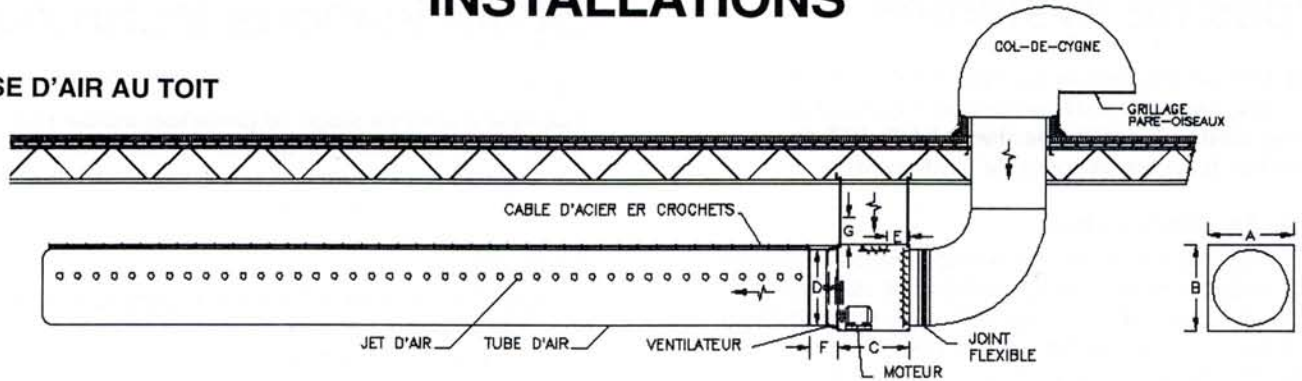 INSTALLATIONS
SE D'AIR AU TOIT
COL-DE-CYGNE
GRILLAGE
PARE-OISEAUX
CABLE D'ACIER ER CROCHETS
G
E
A
B
D
JET D'AIR
TUBE D'AIR
VENTILATEUR
F
C
MOTEUR
JOINT
FLEXIBLE